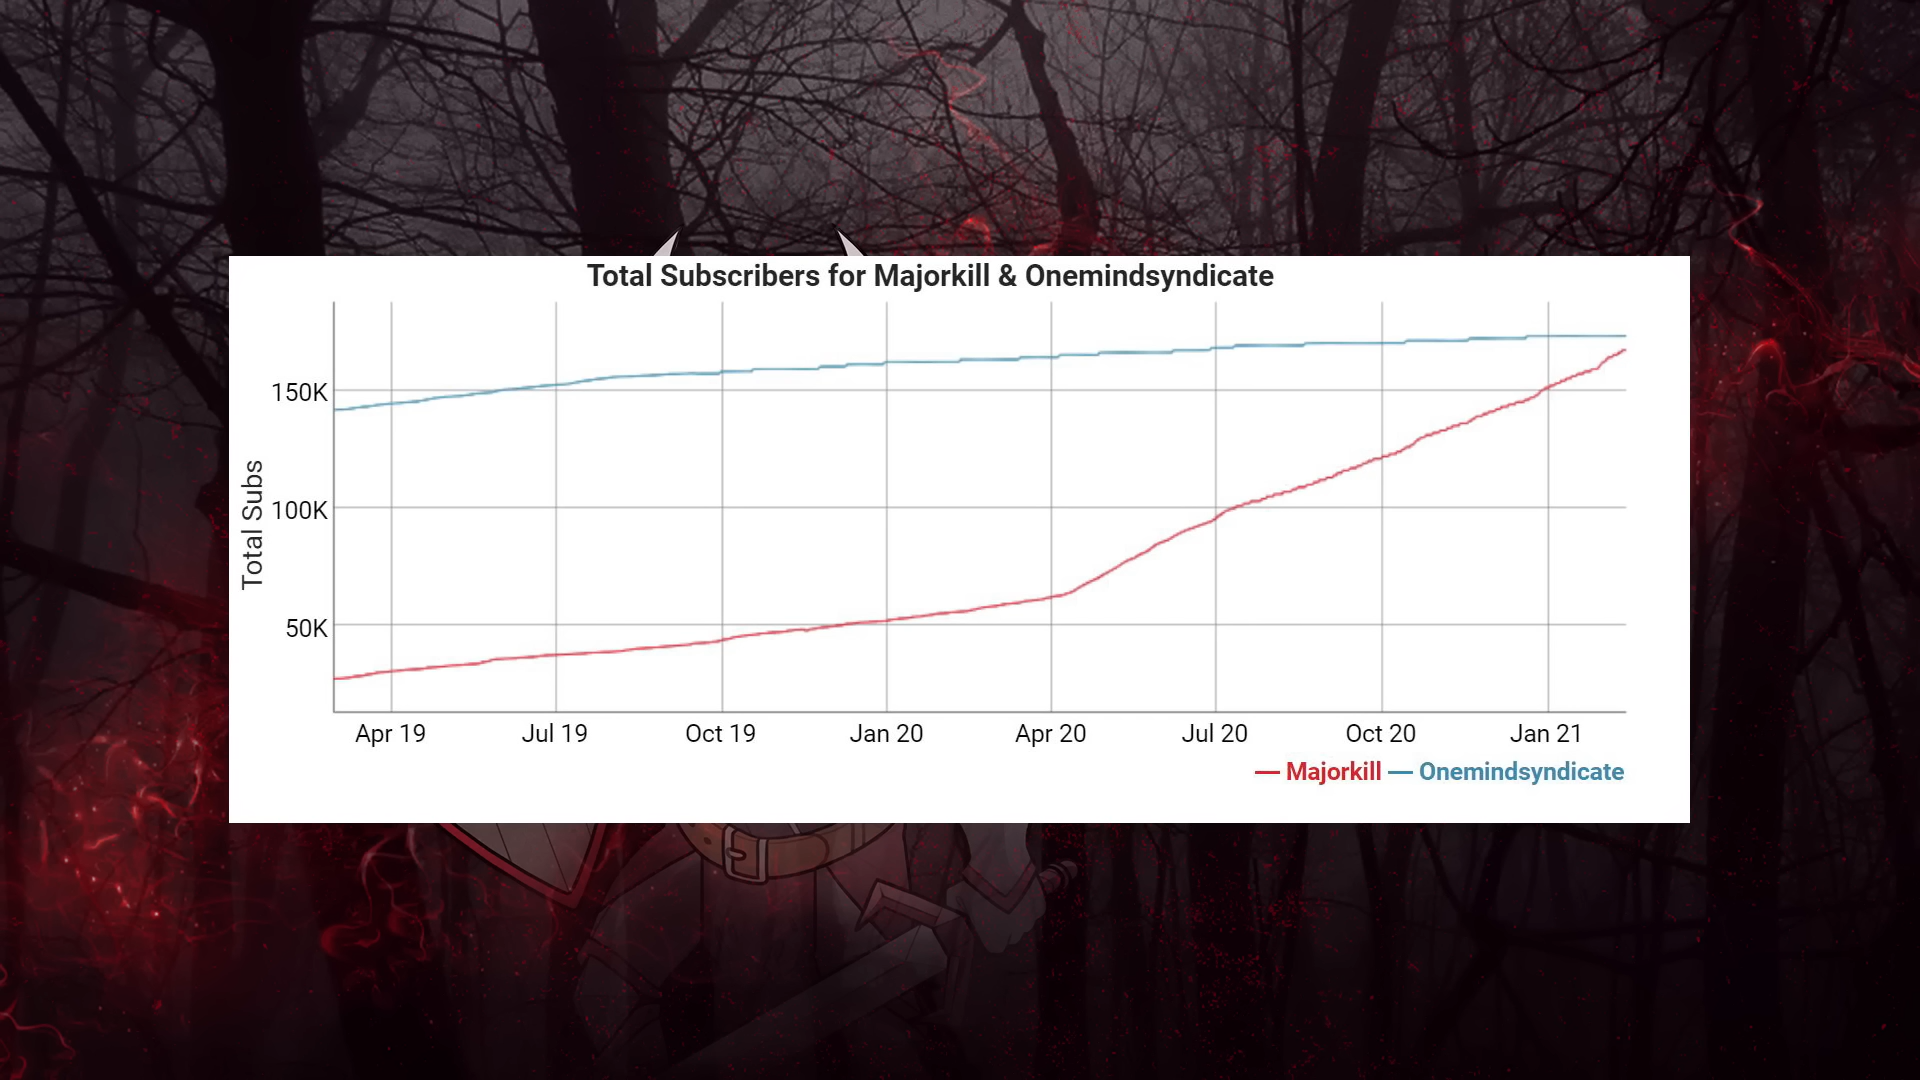 Total Subscribers for Majorkill & Onemindsyndicate
Total Subs
150K
100K
50K
Apr 19 Jul 19 Oct 19 Jan 20 Apr 20 Jul 20 Oct 20 Jan 21
Majorkill Onemindsyndicate